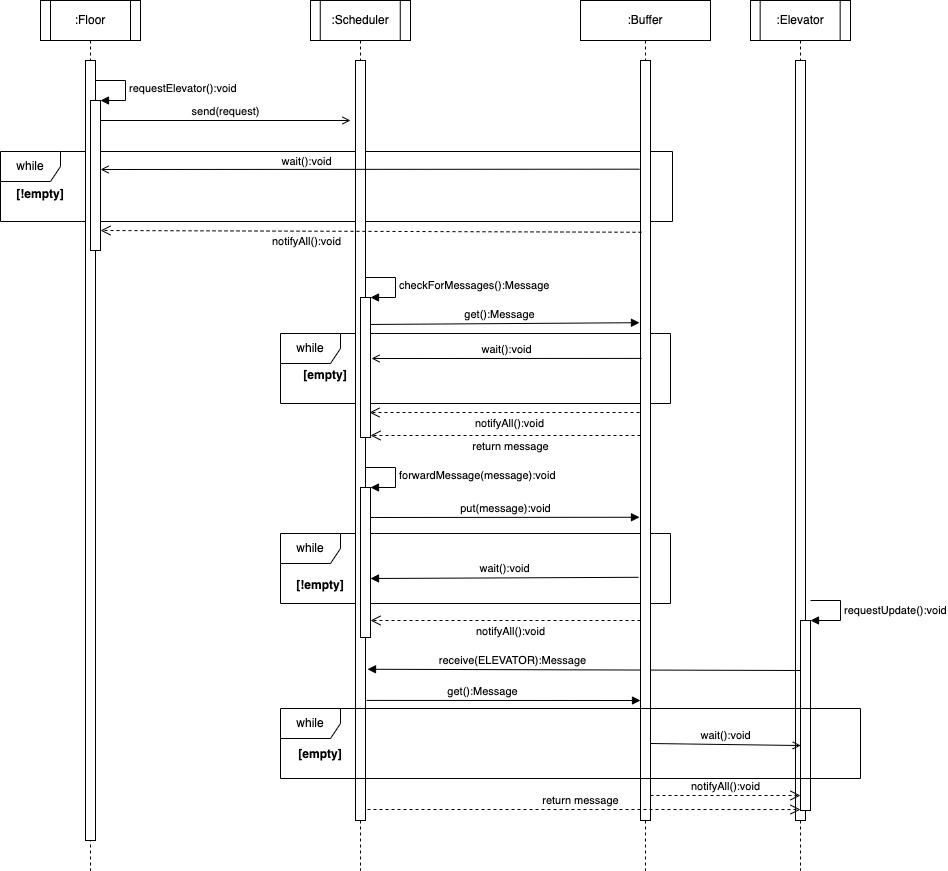 :Floor
:Scheduler
:Buffer
:Elevator
requestElevator():void
send(request)
while
wait():void
[!empty]
notifyAll():void
checkForMessages():Message
get():Message
while
wait():void
[empty]
notifyAll():void
return message
forwardMessage(message):void
put(message):void
while
wait():void
[!empty]
requestUpdate():void
notifyAll():void
receive(ELEVATOR):Message
get():Message
while
wait():void
[empty]
notifyAll():void
return message